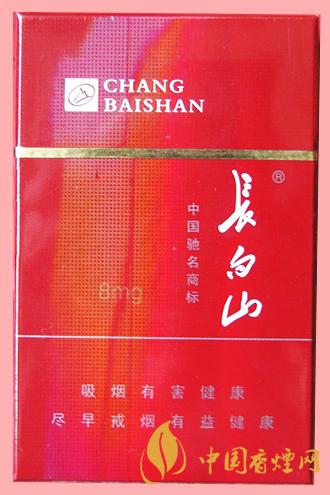 CHANG
BAISHAN
長白山®
中国驰名商标
8mg
吸烟有害健康
尽早戒烟有益健康
中国香煙网